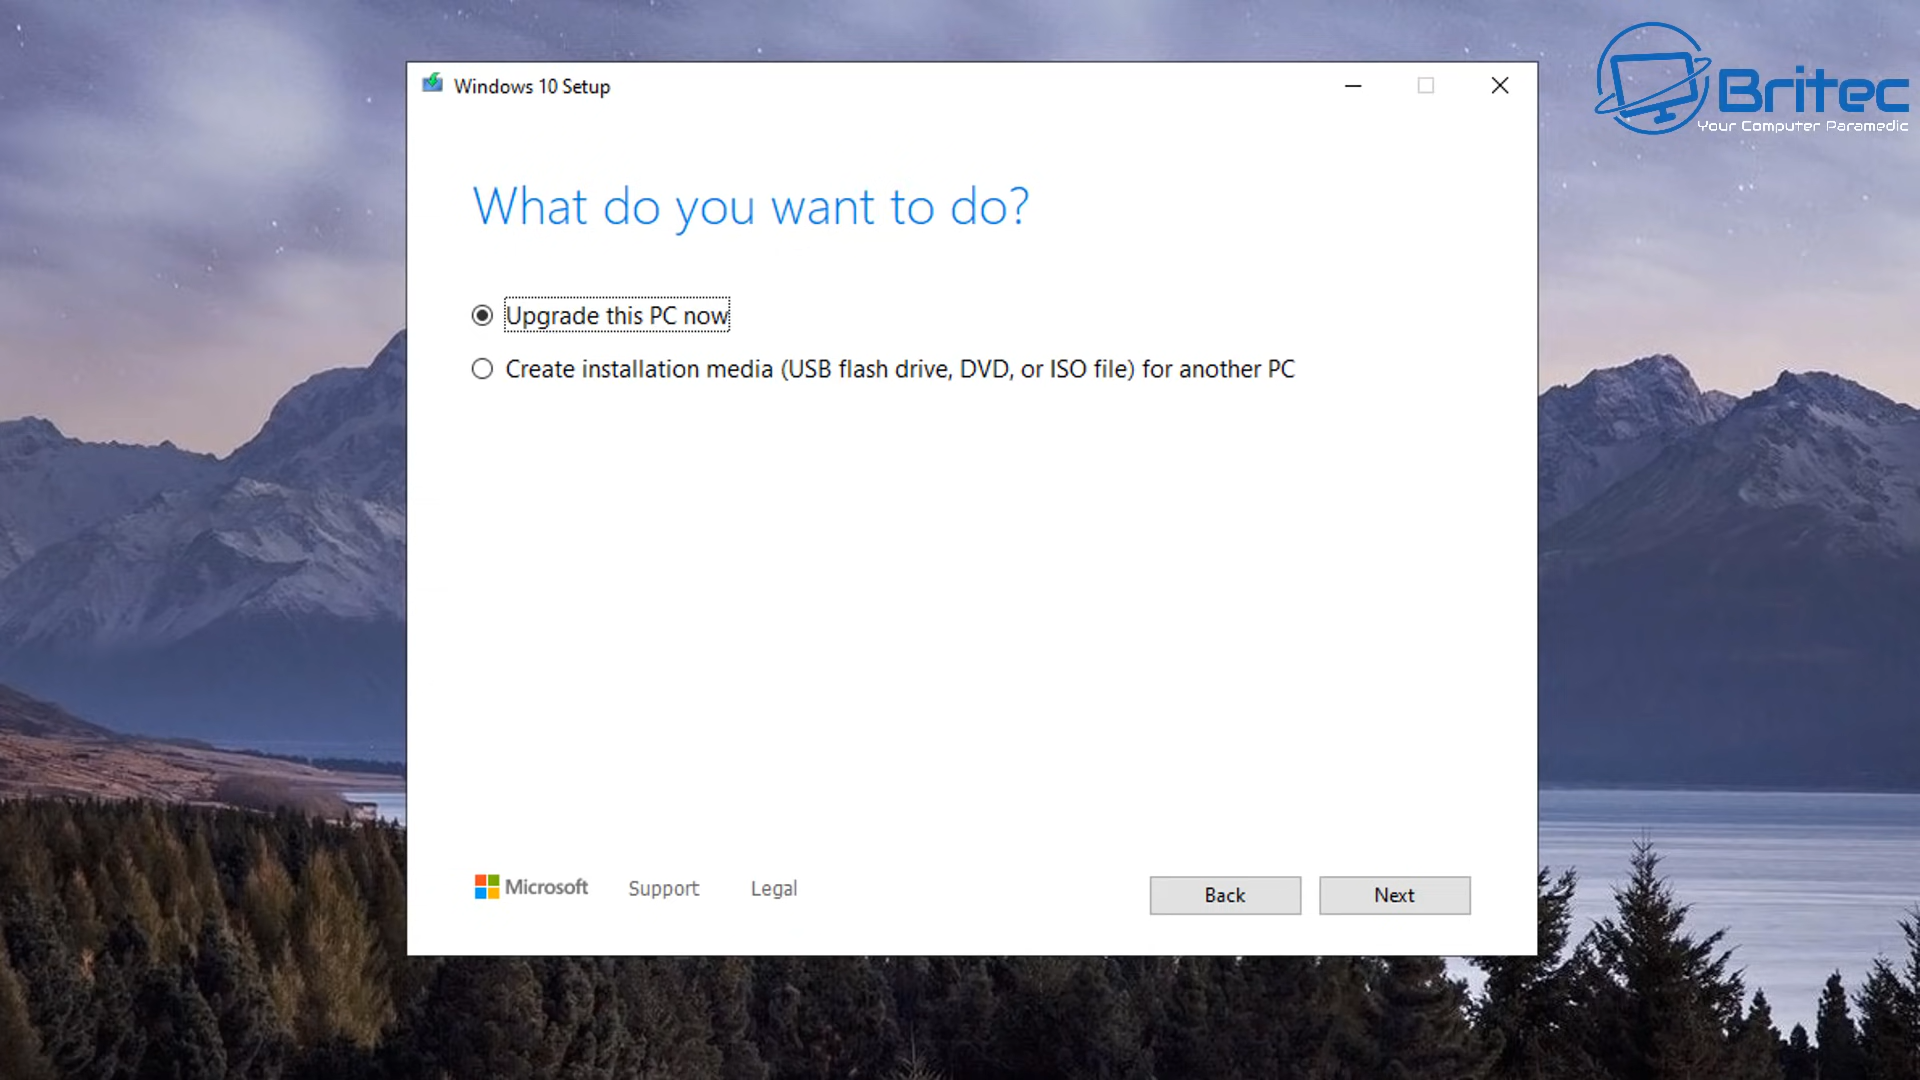 Windows 10 Setup
Britec
Your Computer Paramedic
What do you want to do?
Upgrade this PC now
Create installation media (USB flash drive, DVD, or ISO file) for another PC
Microsoft Support Legal Back Next